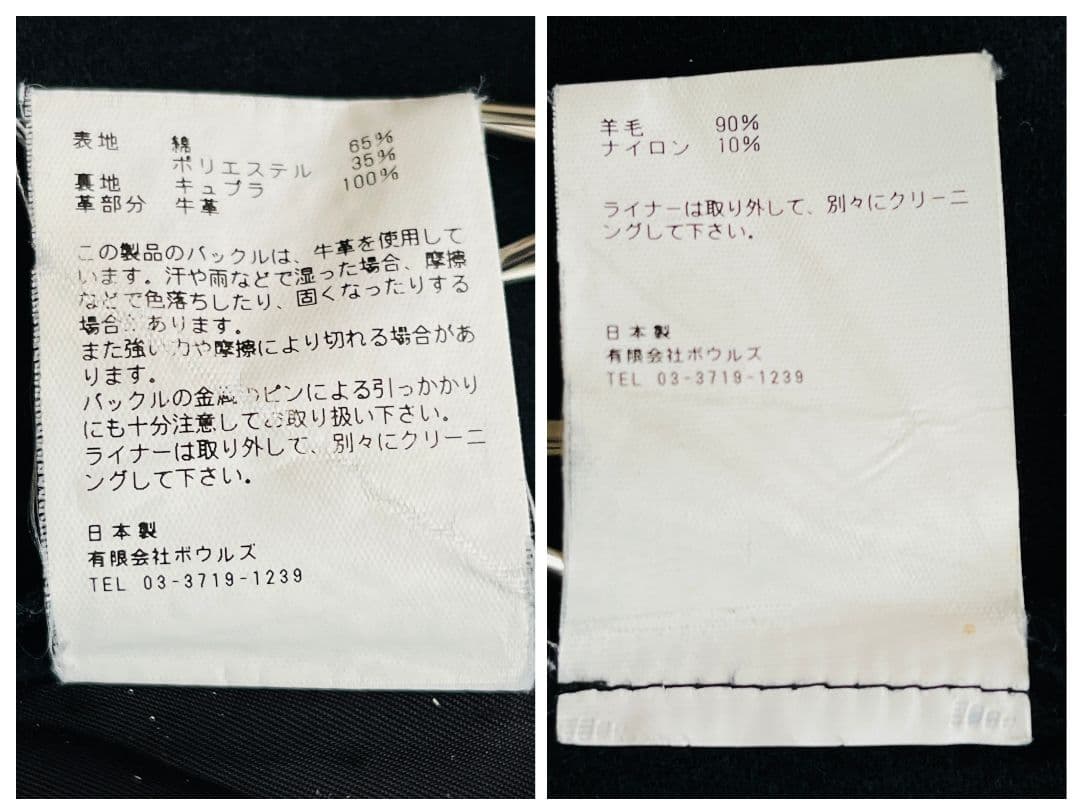 表地 綿 65%
ポリエステル 35%
裏地 キュプラ 100%
革部分 牛革
この製品のバックルは、牛革を使用して
います。汗や雨などで湿った場合、摩擦
などで色落ちしたり、固くなったりする
場合があります。
また強い力や摩擦により切れる場合があ
ります。
バックルの金属のピンによる引っかかり
にも十分注意してお取り扱い下さい。
ライナーは取り外して、別々にクリーニ
ングして下さい。
日本製
有限会社ボウルズ
TEL 03-3719-1239
羊毛 90%
ナイロン 10%
ライナーは取り外して、別々にクリーニ
ングして下さい。
日本製
有限会社ボウルズ
TEL 03-3719-1239